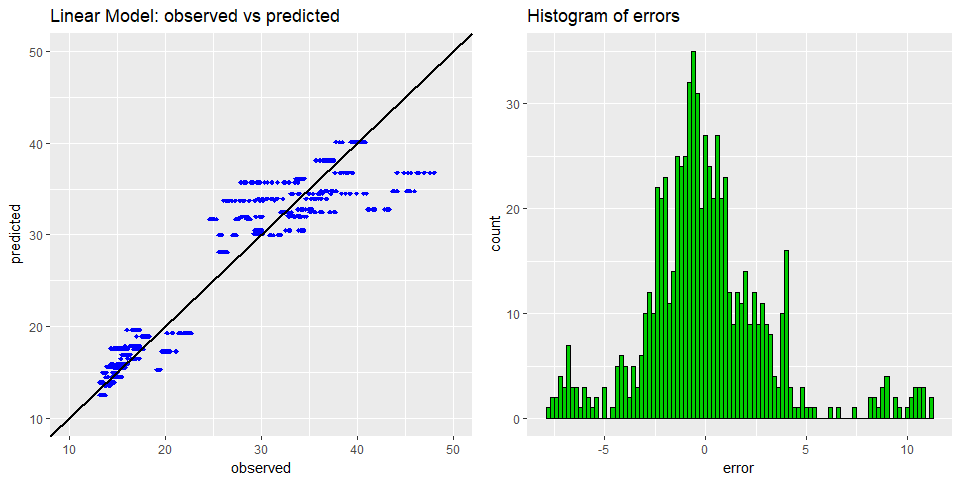 Linear Model: observed vs predicted
predicted
50
40
30
20
10
10 20 30 40 50
observed
Histogram of errors
count
30
20
10
0
-5 0 5 10
error